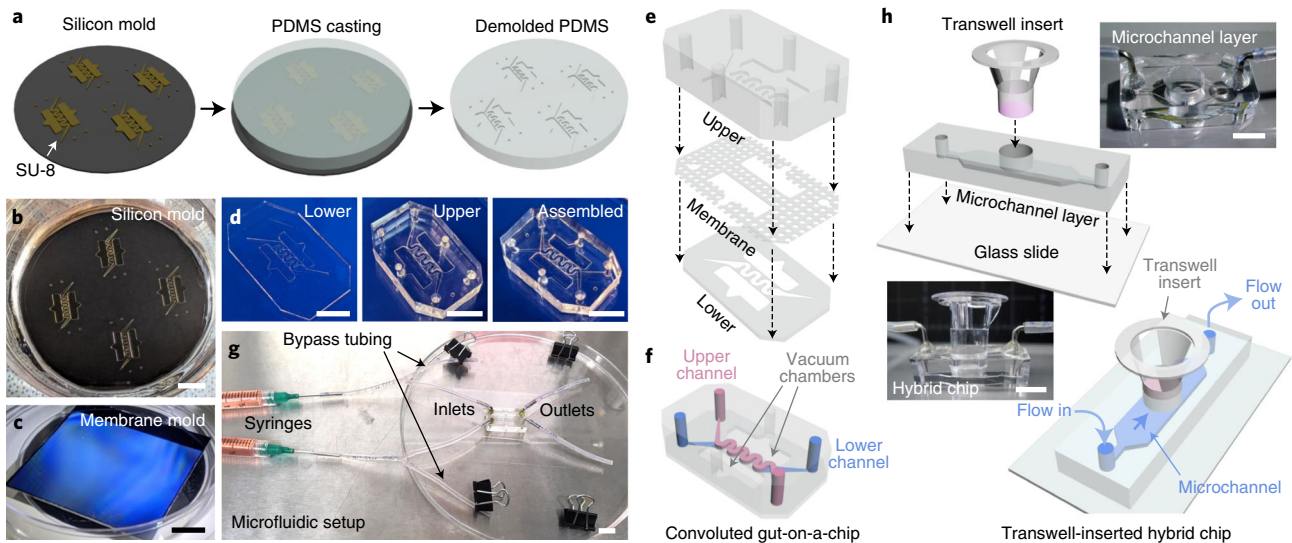 a
Silicon mold
PDMS casting
Demolded PDMS
SU-8
b
Silicon mold
c
Membrane mold
d
Lower
Upper
Assembled
g
Bypass tubing
Syringes
Inlets
Outlets
Microfluidic setup
e
Upper
Membrane
Lower
f
Upper
channel
Vacuum
chambers
Lower
channel
Convoluted gut-on-a-chip
h
Transwell insert
Microchannel layer
Microchannel layer
Glass slide
Hybrid chip
Transwell
insert
Flow
out
Flow in
Microchannel
Transwell-inserted hybrid chip